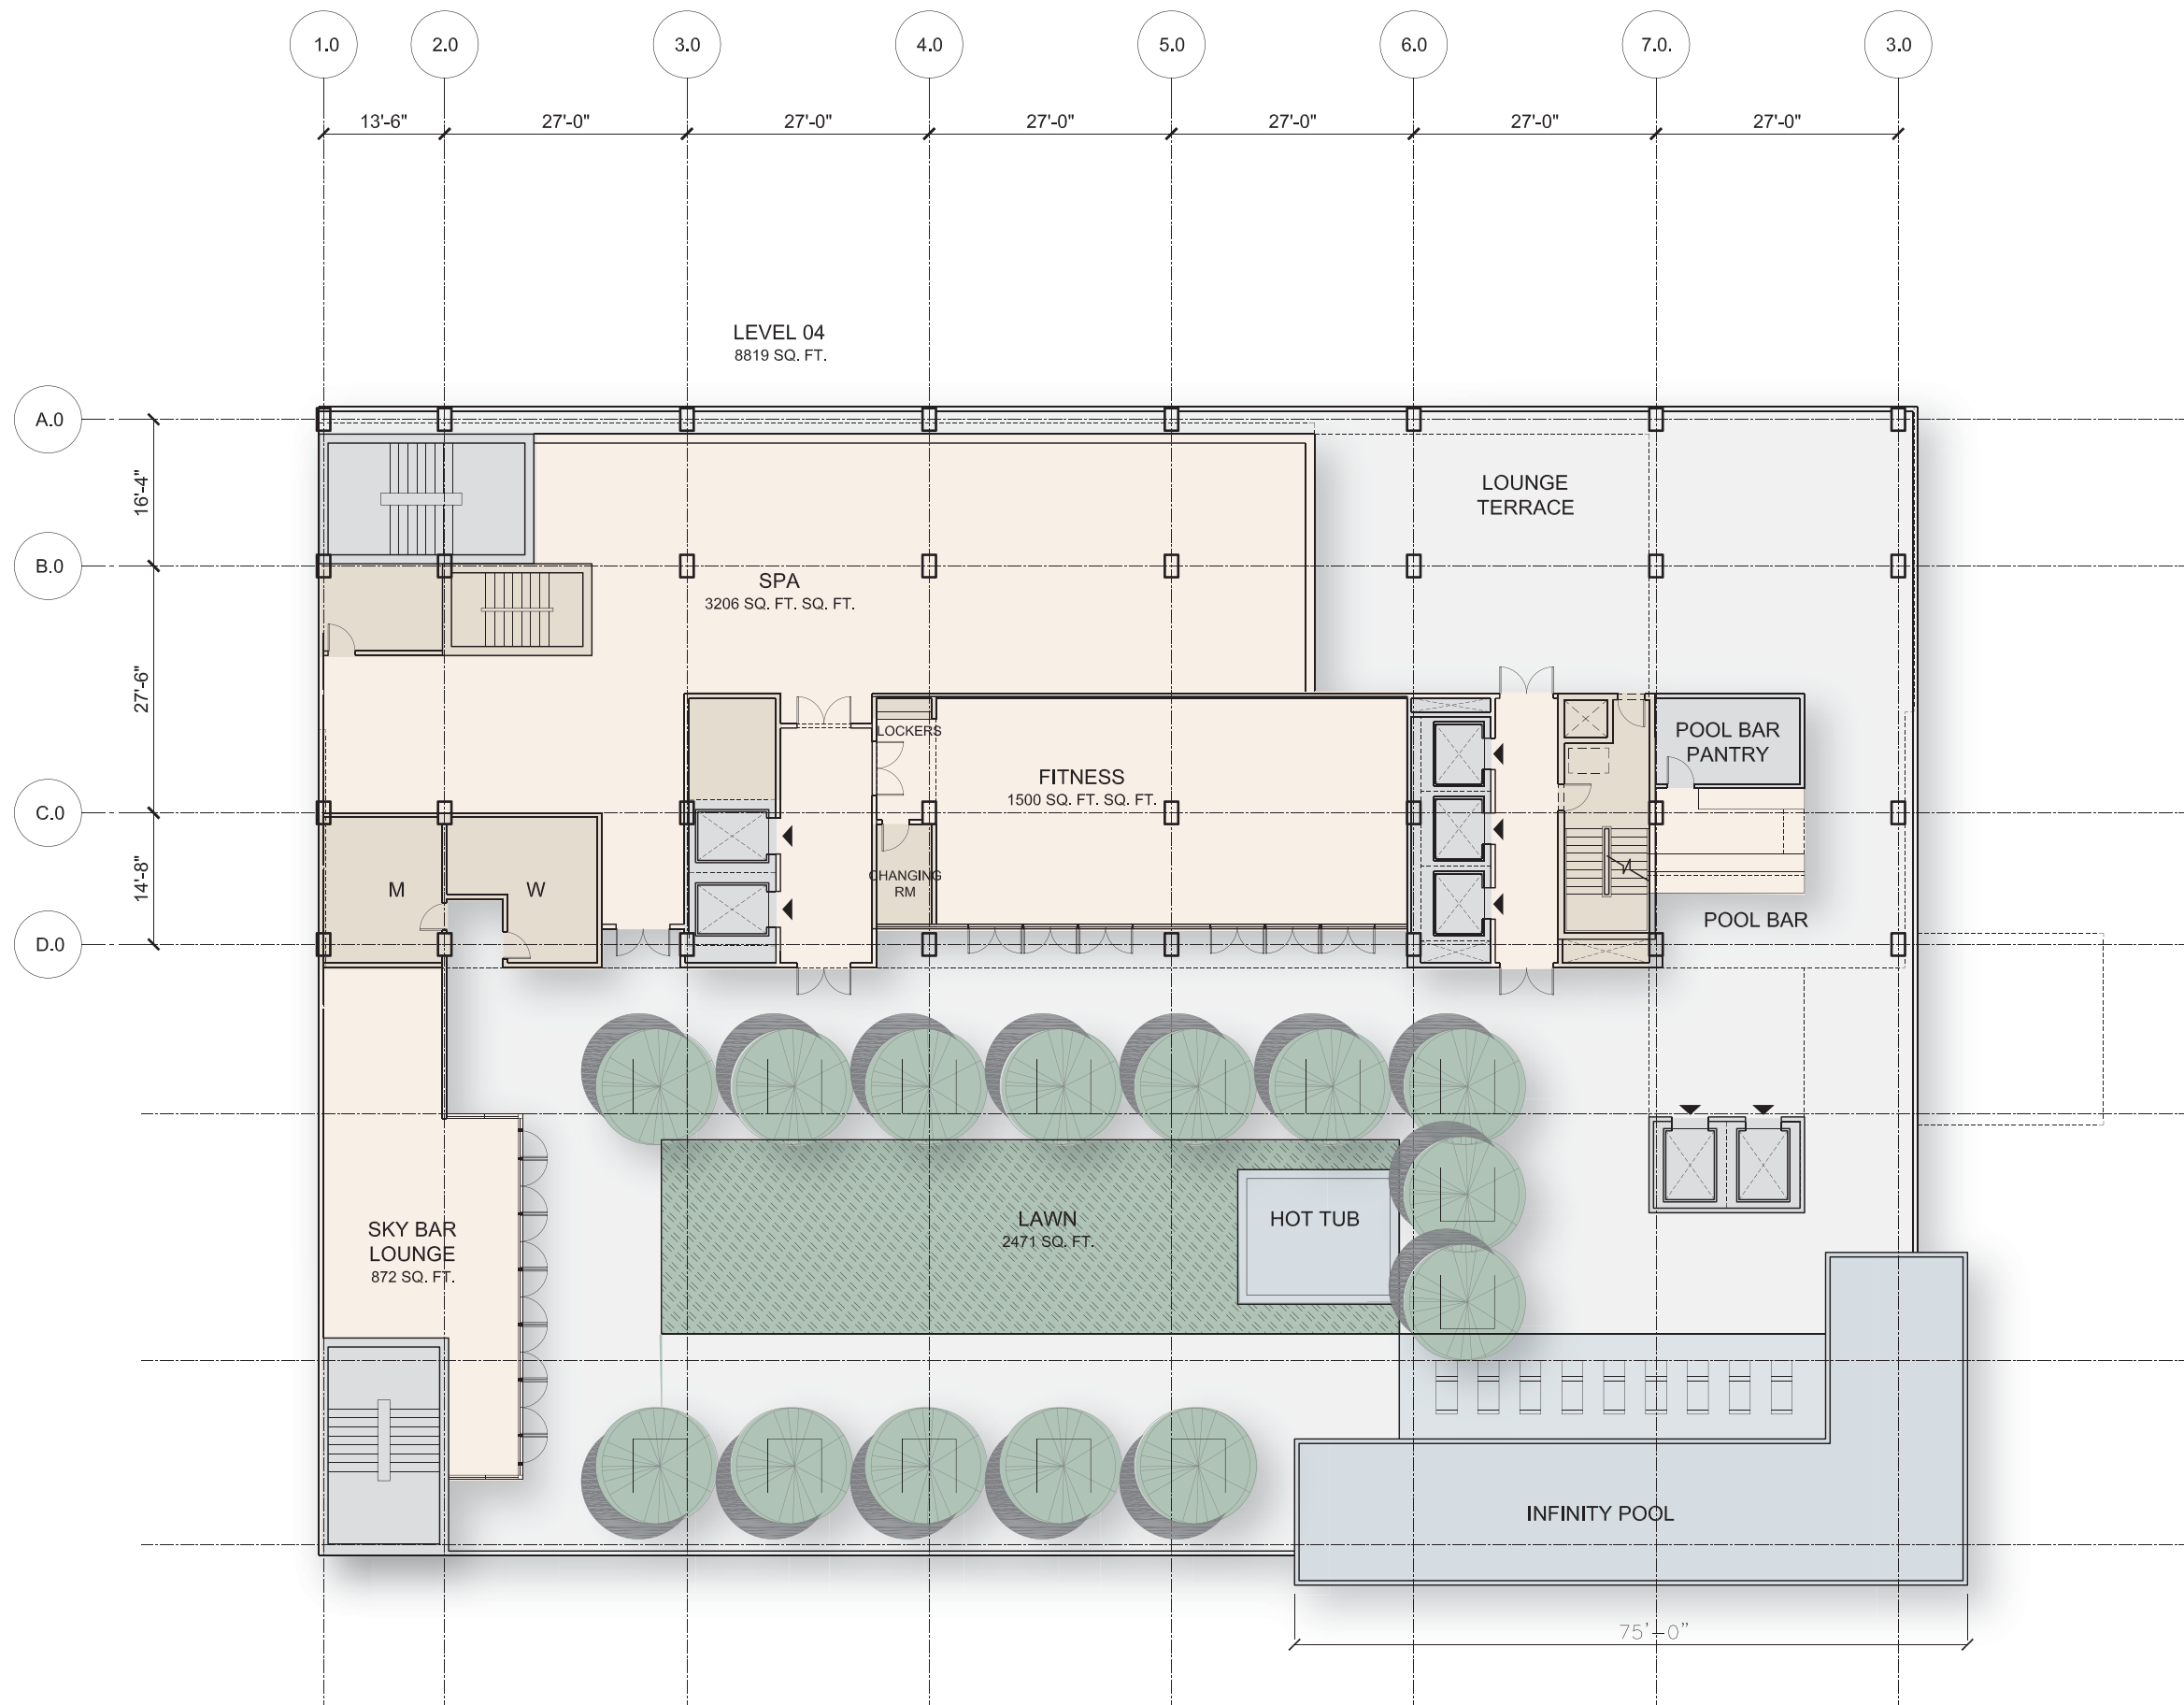 1.0
2.0
3.0
4.0
5.0
6.0
7.0.
3.0
13'-6"
27'-0"
27'-0"
27'-0"
27'-0"
27'-0"
27'-0"
LEVEL 04
8819 SQ. FT.
A.0
16'-4"
LOUNGE
TERRACE
B.0
SPA
3206 SQ. FT. SQ. FT.
27'-6"
LOCKERS
POOL BAR
PANTRY
FITNESS
1500 SQ. FT. SQ. FT.
C.0
14'-8"
M
W
CHANGING
RM
POOL BAR
D.0
SKY BAR
LOUNGE
872 SQ. FT.
LAWN
2471 SQ. FT.
HOT TUB
INFINITY POOL
75'-0"